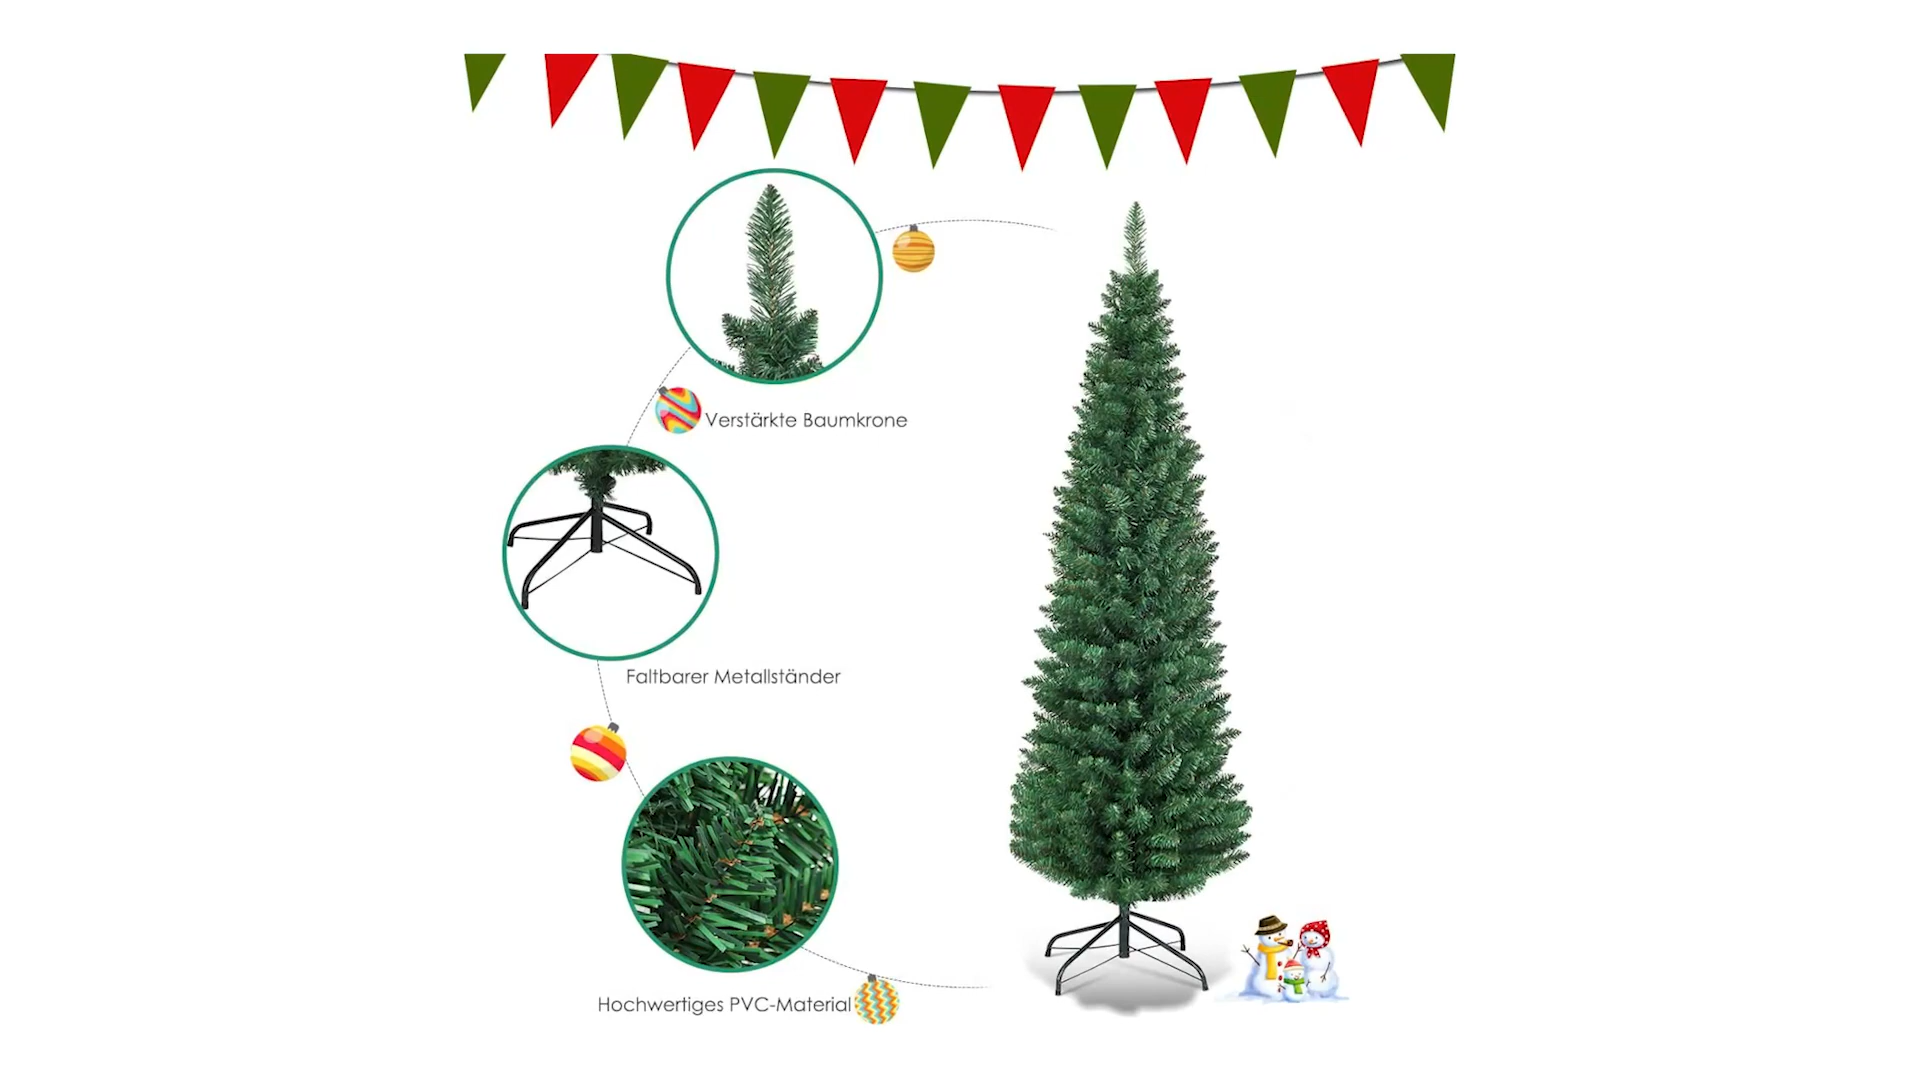 Verstärkte Baumkrone
Faltbarer Metallständer
Hochwertiges PVC-Material